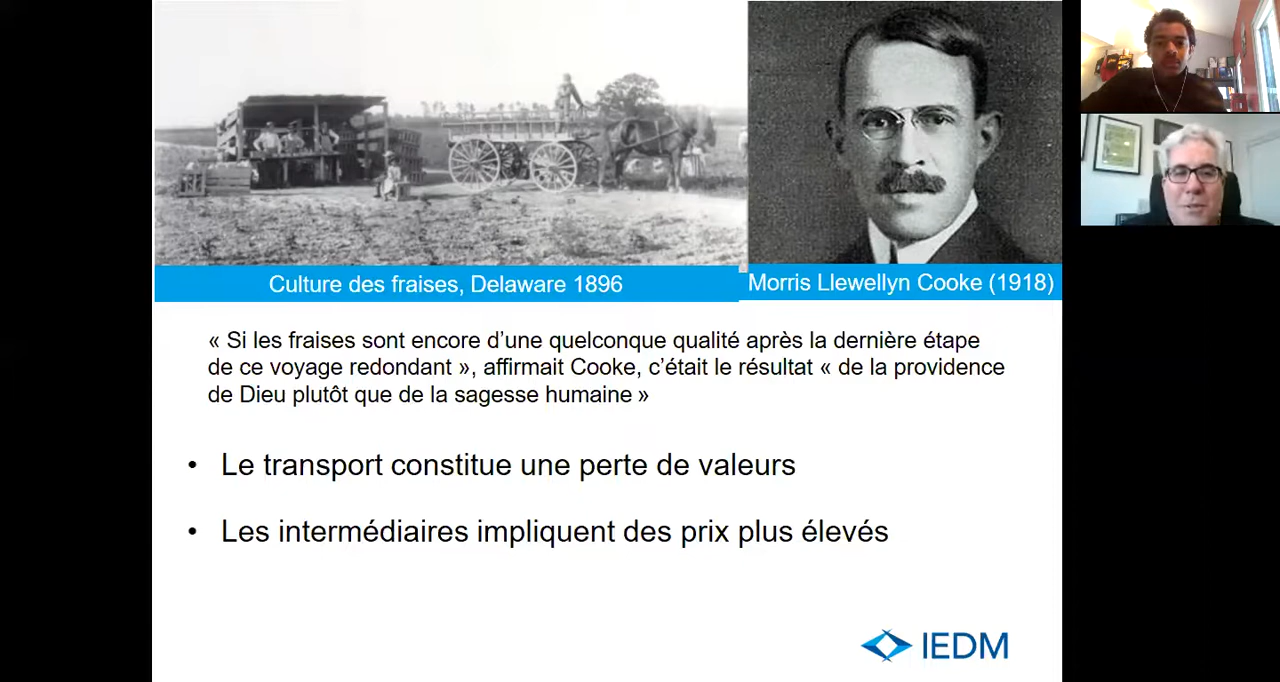 Culture des fraises, Delaware 1896
Morris Llewellyn Cooke (1918)
« Si les fraises sont encore d’une quelconque qualité après la dernière étape
de ce voyage redondant », affirmait Cooke, c’était le résultat « de la providence
de Dieu plutôt que de la sagesse humaine »
• Le transport constitue une perte de valeurs
• Les intermédiaires impliquent des prix plus élevés
IEDM